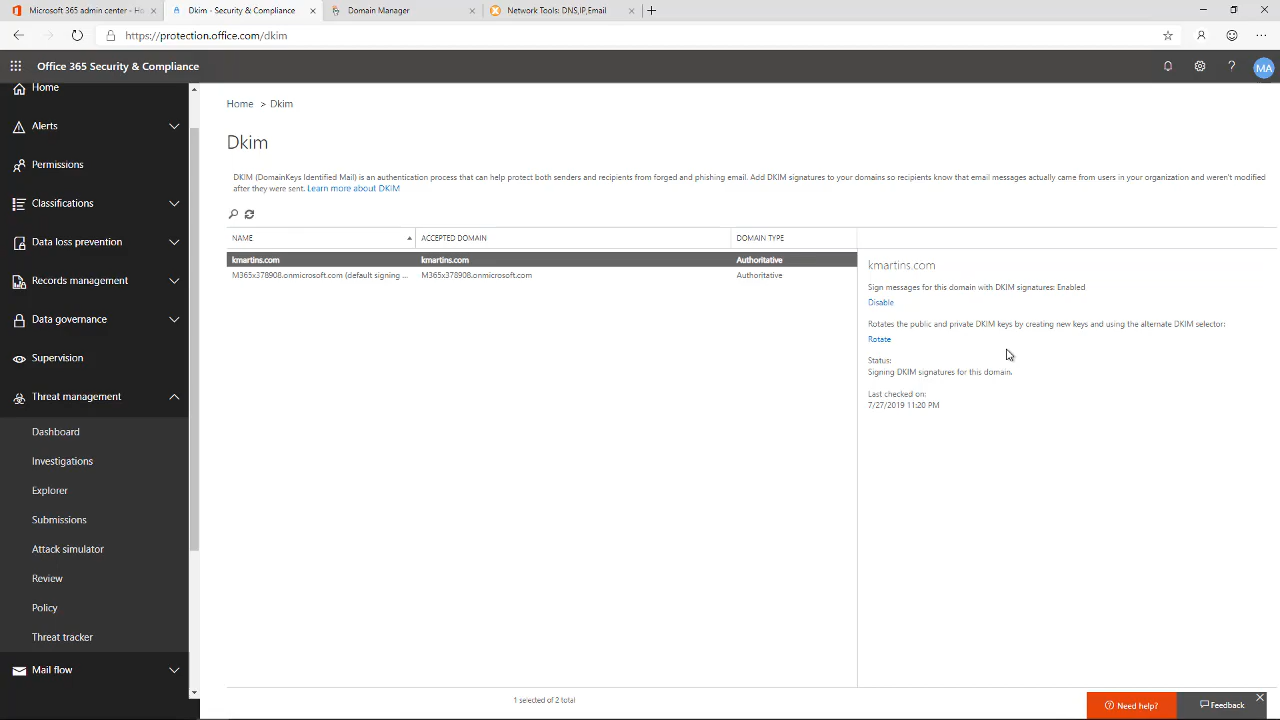 Microsoft 365 admin center - Ho
Dkim - Security & Compliance
Domain Manager
Network Tools: DNS,IP,Email
https://protection.office.com/dkim
Office 365 Security & Compliance
MA
Home
Alerts
Permissions
Classifications
Data loss prevention
Records management
Data governance
Supervision
Threat management
Dashboard
Investigations
Explorer
Submissions
Attack simulator
Review
Policy
Threat tracker
Mail flow
Home > Dkim
Dkim
DKIM (DomainKeys Identified Mail) is an authentication process that can help protect both senders and recipients from forged and phishing email. Add DKIM signatures to your domains so recipients know that email messages actually came from users in your organization and weren't modified
after they were sent. Learn more about DKIM
NAME ACCEPTED DOMAIN DOMAIN TYPE
kmartins.com kmartins.com Authoritative
M365x378908.onmicrosoft.com (default signing ... M365x378908.onmicrosoft.com Authoritative
kmartins.com
Sign messages for this domain with DKIM signatures: Enabled
Disable
Rotates the public and private DKIM keys by creating new keys and using the alternate DKIM selector:
Rotate
Status:
Signing DKIM signatures for this domain.
Last checked on:
7/27/2019 11:20 PM
1 selected of 2 total
Need help?
Feedback